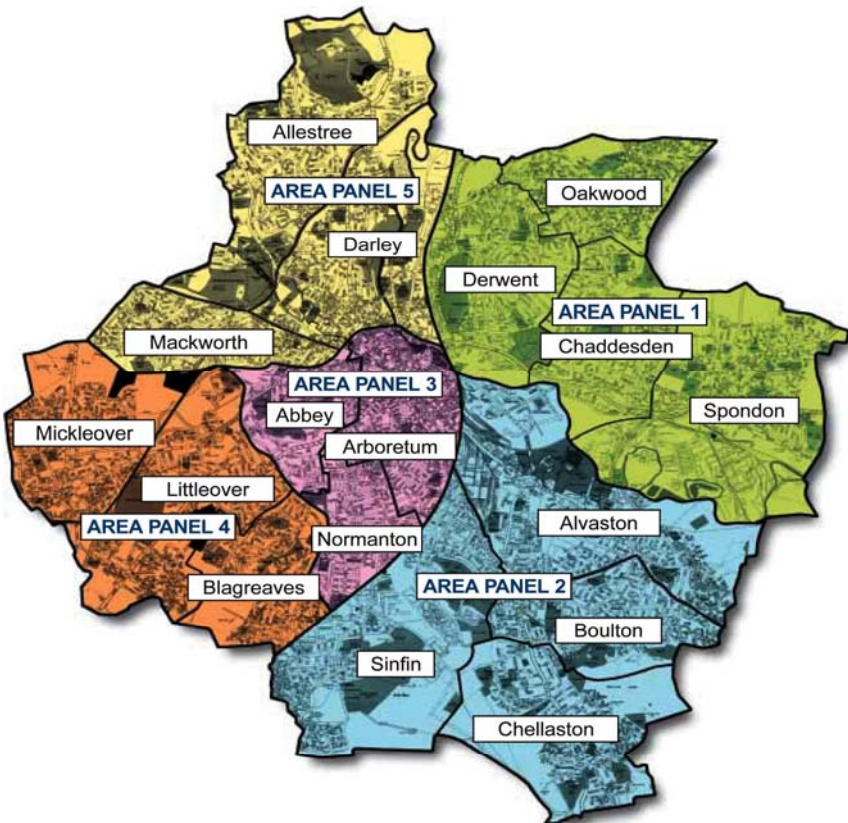 Allestree
AREA PANEL 5
Oakwood
Darley
Derwent
AREA PANEL 1
Mackworth
Chaddesden
AREA PANEL 3
Abbey
Spondon
Mickleover
Arboretum
Littleover
AREA PANEL 4
Alvaston
Normanton
Blagreaves
AREA PANEL 2
Boulton
Sinfin
Chellaston